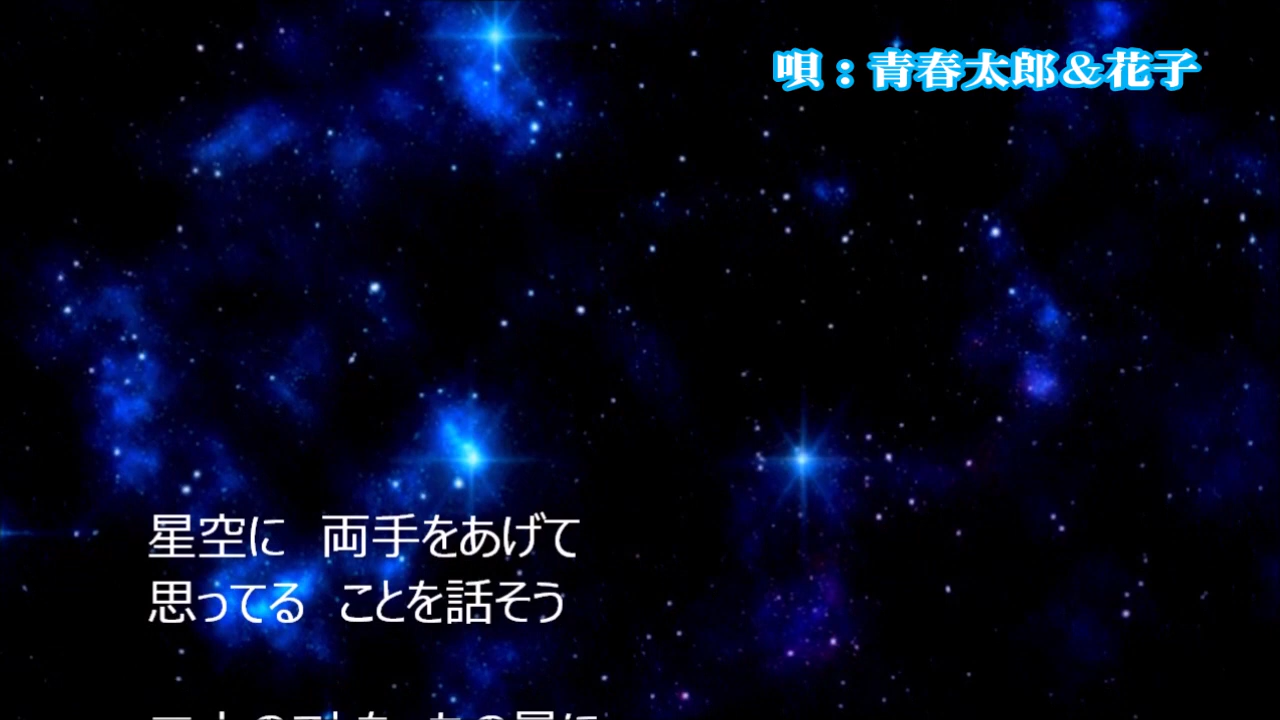 唄：青春太郎＆花子
星空に　両手をあげて
思ってる　ことを話そう